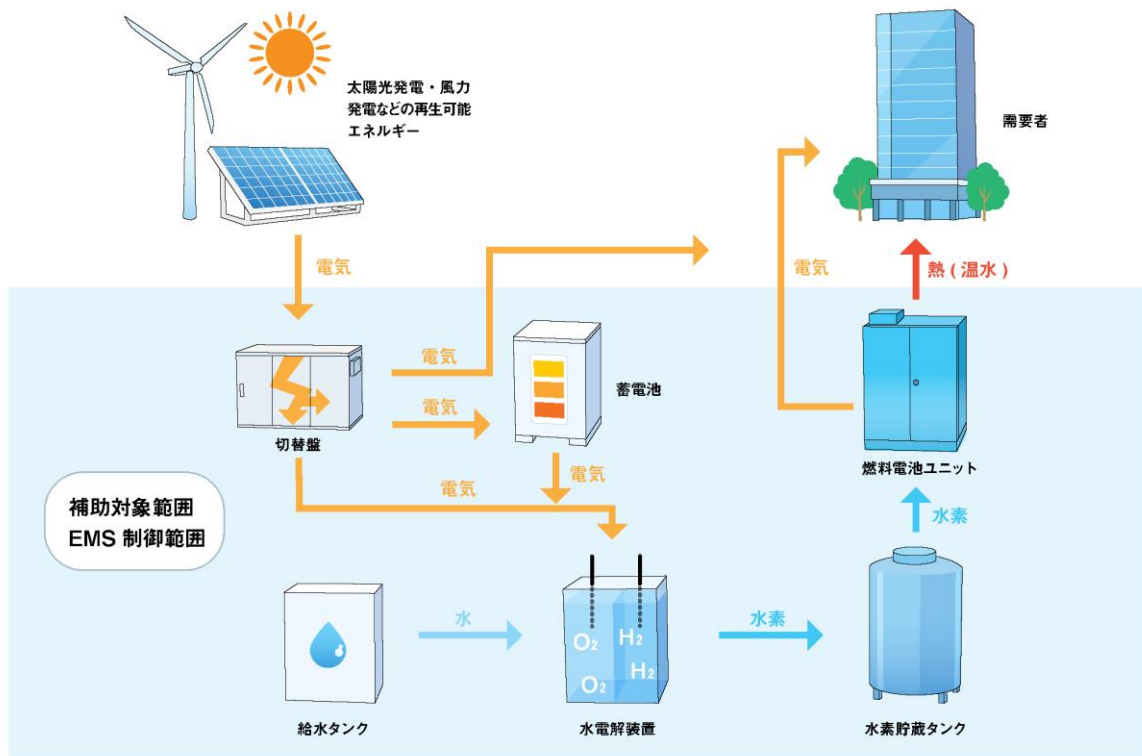 太陽光発電・風力
発電などの再生可能
エネルギー
需要者
電気
電気
熱(温水)
電気
蓄電池
電気
切替盤
燃料電池ユニット
電気
電気
補助対象範囲
EMS 制御範囲
水素
水
O2
H2
水素
O2
H2
給水タンク
水電解装置
水素貯蔵タンク